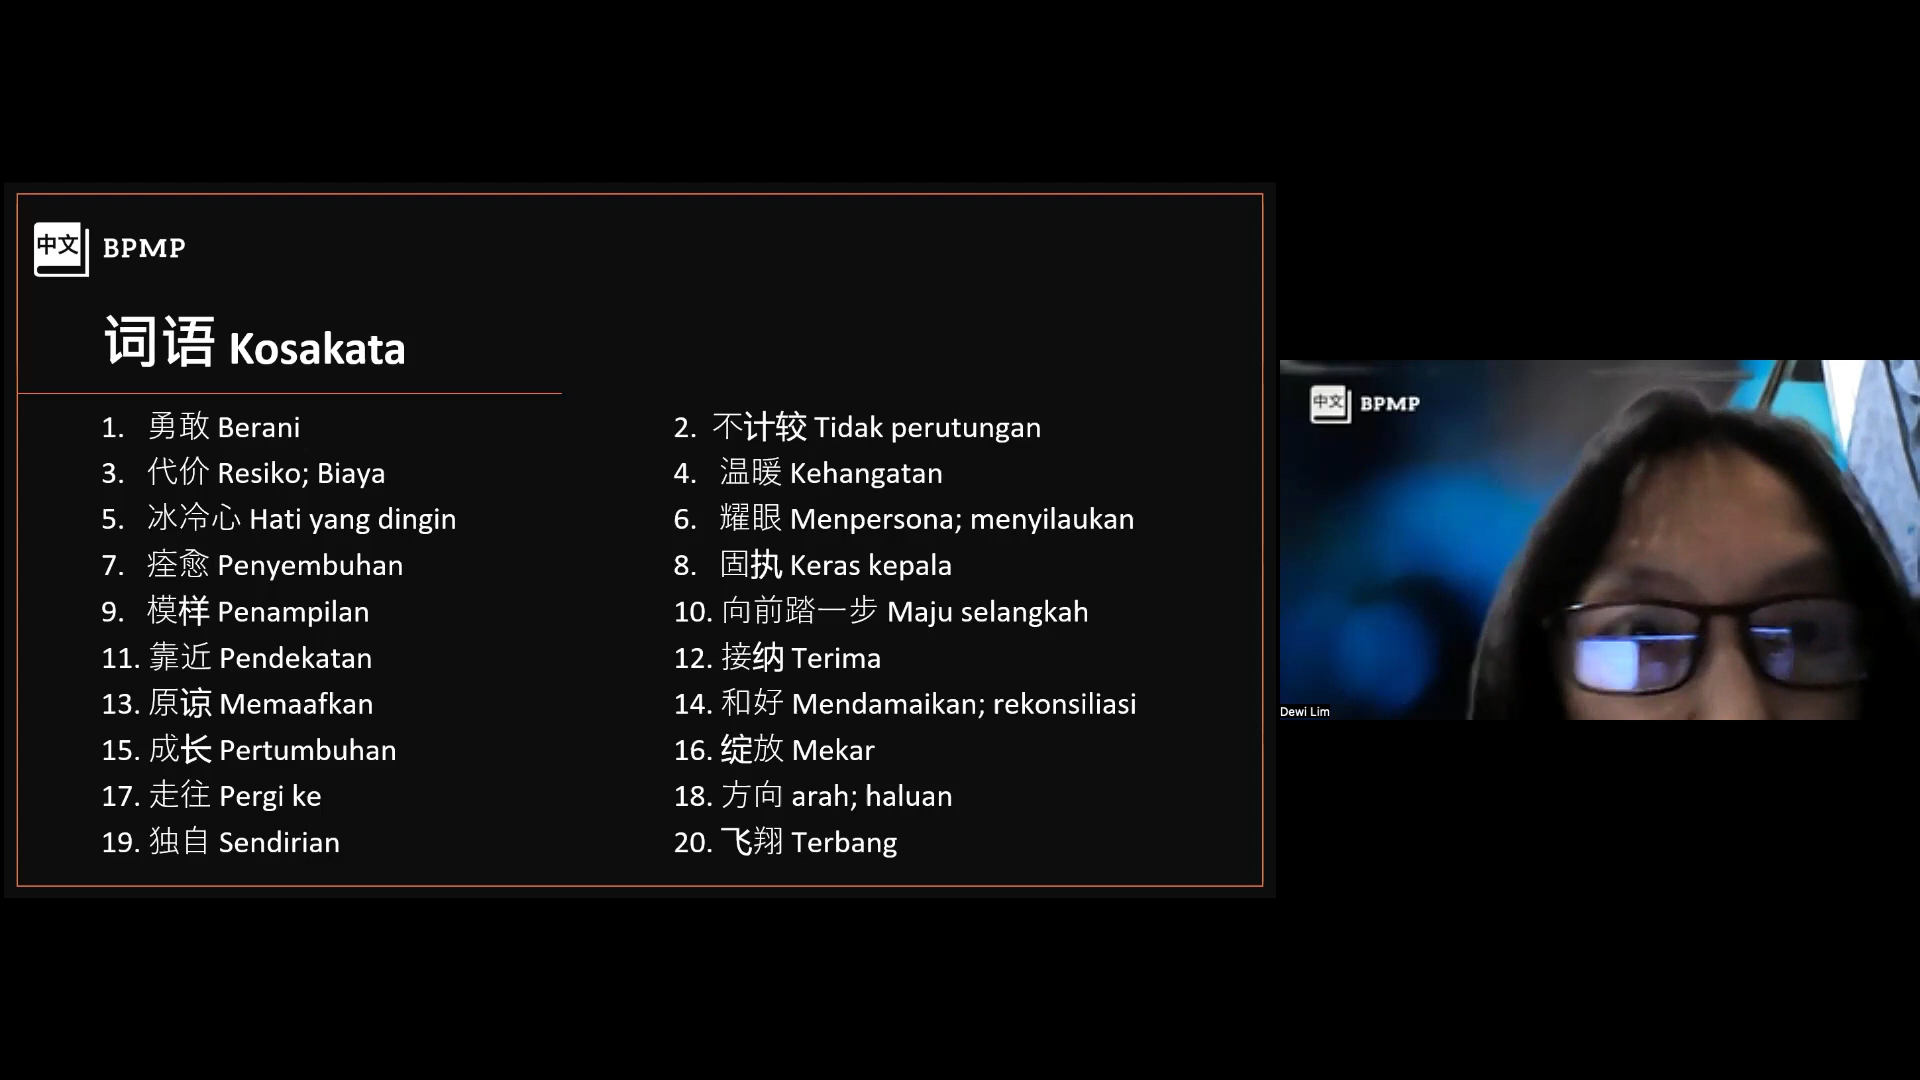 中文 BPMP
词语 Kosakata
1. 勇敢 Berani
2. 不计较 Tidak perutungan
3. 代价 Resiko; Biaya
4. 温暖 Kehangatan
5. 冰冷心 Hati yang dingin
6. 耀眼 Menpersona; menyilaukan
7. 痊愈 Penyembuhan
8. 固执 Keras kepala
9. 模样 Penampilan
10. 向前踏一步 Maju selangkah
11. 靠近 Pendekatan
12. 接纳 Terima
13. 原谅 Memaafkan
14. 和好 Mendamaikan; rekonsiliasi
15. 成长 Pertumbuhan
16. 绽放 Mekar
17. 走往 Pergi ke
18. 方向 arah; haluan
19. 独自 Sendirian
20. 飞翔 Terbang
中文 BPMP
Dewi Lim